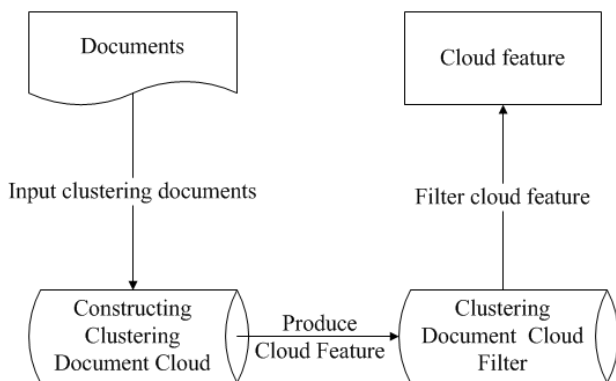 Documents
Cloud feature
Input clustering documents
Filter cloud feature
Constructing
Clustering
Document Cloud
Produce
Cloud Feature
Clustering
Document Cloud
Filter